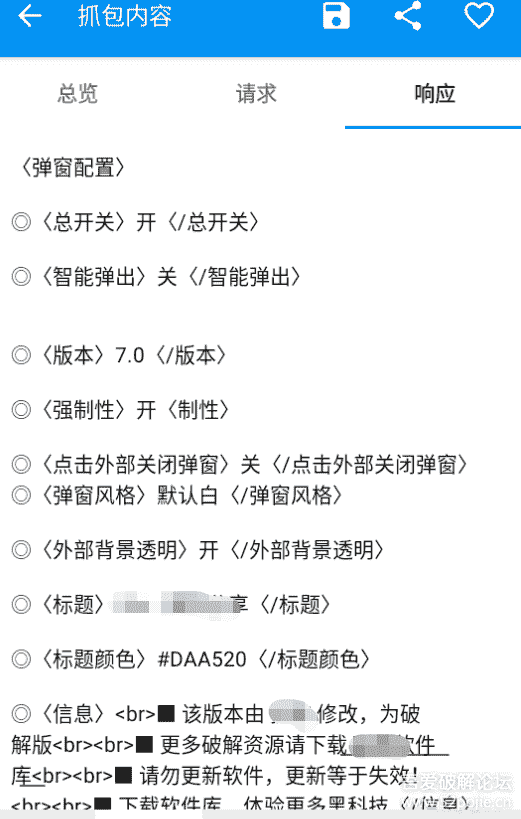 抓包内容
总览 请求 响应
〈弹窗配置〉
◎〈总开关〉开〈/总开关〉
◎〈智能弹出〉关〈/智能弹出〉
◎〈版本〉7.0〈/版本〉
◎〈强制性〉开〈制性〉
◎〈点击外部关闭弹窗〉关〈/点击外部关闭弹窗〉
◎〈弹窗风格〉默认白〈/弹窗风格〉
◎〈外部背景透明〉开〈/外部背景透明〉
◎〈标题〉享〈/标题〉
◎〈标题颜色〉#DAA520〈/标题颜色〉
◎〈信息〉<br>■ 该版本由 修改，为破
解版<br><br>■ 更多破解资源请下载 软件
库<br><br>■ 请勿更新软件，更新等于失效！
<br><br>■ 下载软件库，体验更多黑科技〈/信息〉
吾爱破解论坛
www.52pojie.cn